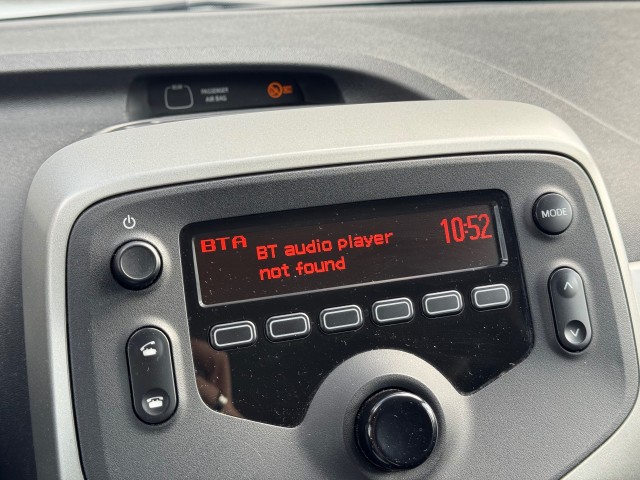 PASSENGER
AIR BAG
BTA
BT audio player
not found
10:52
MODE